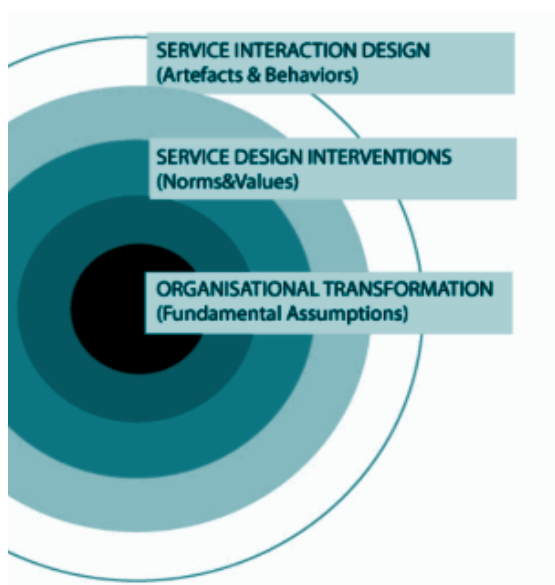 SERVICE INTERACTION DESIGN
(Artefacts & Behaviors)
SERVICE DESIGN INTERVENTIONS
(Norms&Values)
ORGANISATIONAL TRANSFORMATION
(Fundamental Assumptions)